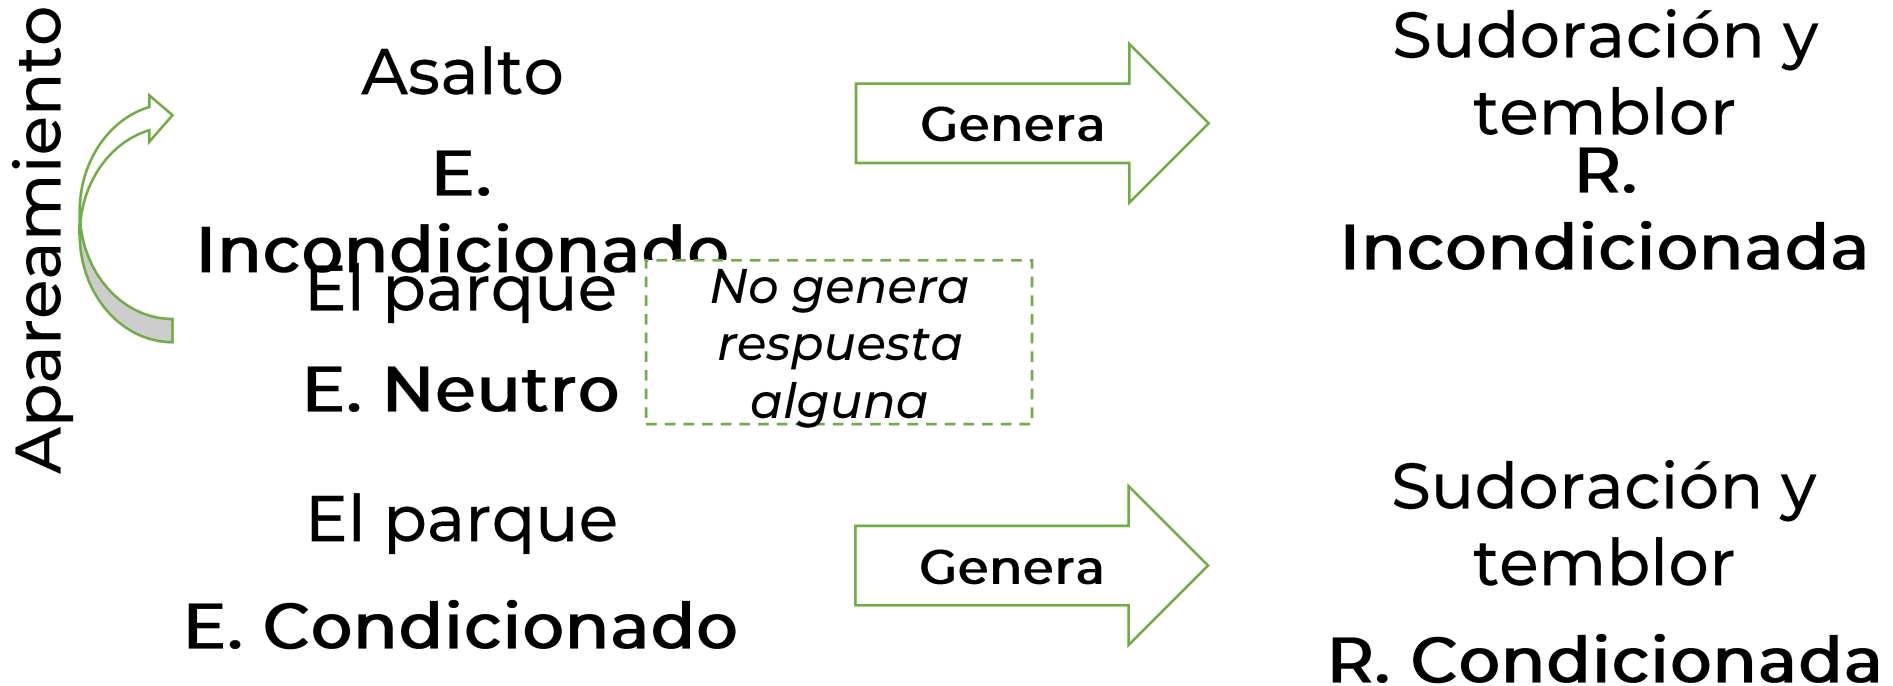 Apareamiento
Asalto
E.
Incondicionado
Genera
Sudoración y
temblor
R.
Incondicionada
El parque
E. Neutro
No genera
respuesta
alguna
El parque
E. Condicionado
Genera
Sudoración y
temblor
R. Condicionada